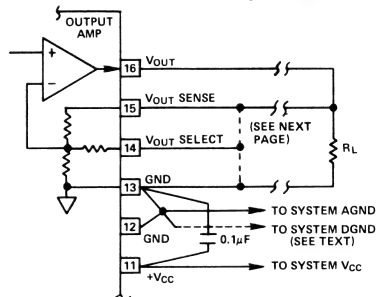 OUTPUT
AMP
+
−
16 VOUT
15 VOUT SENSE
(SEE NEXT
PAGE)
14 VOUT SELECT
RL
13 GND
TO SYSTEM AGND
12 GND
TO SYSTEM DGND
(SEE TEXT)
0.1μF
11 +VCC
TO SYSTEM VCC